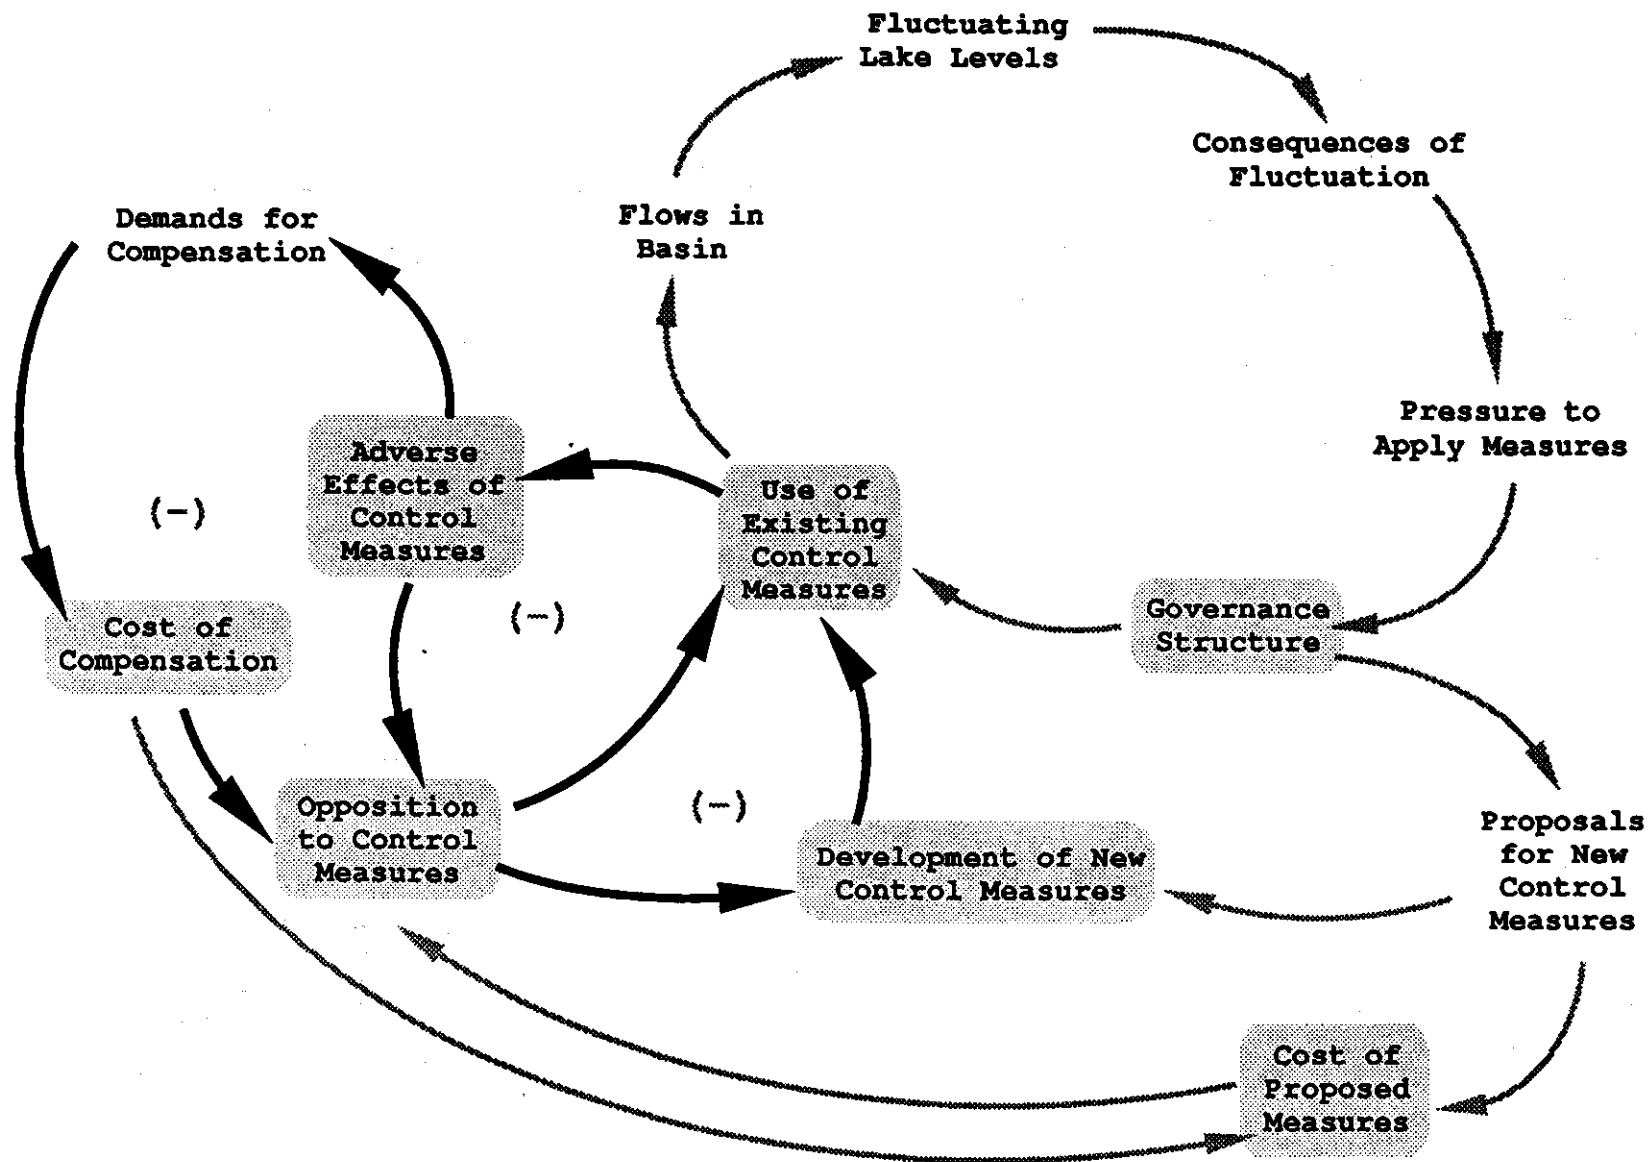 Fluctuating
Lake Levels
Consequences of
Fluctuation
Demands for
Compensation
Flows in
Basin
Pressure to
Apply Measures
Adverse
Effects of
Control
Measures
Use of
Existing
Control
Measures
(-)
(-)
Governance
Structure
Cost of
Compensation
Opposition
to Control
Measures
(-)
Development of New
Control Measures
Proposals
for New
Control
Measures
Cost of
Proposed
Measures